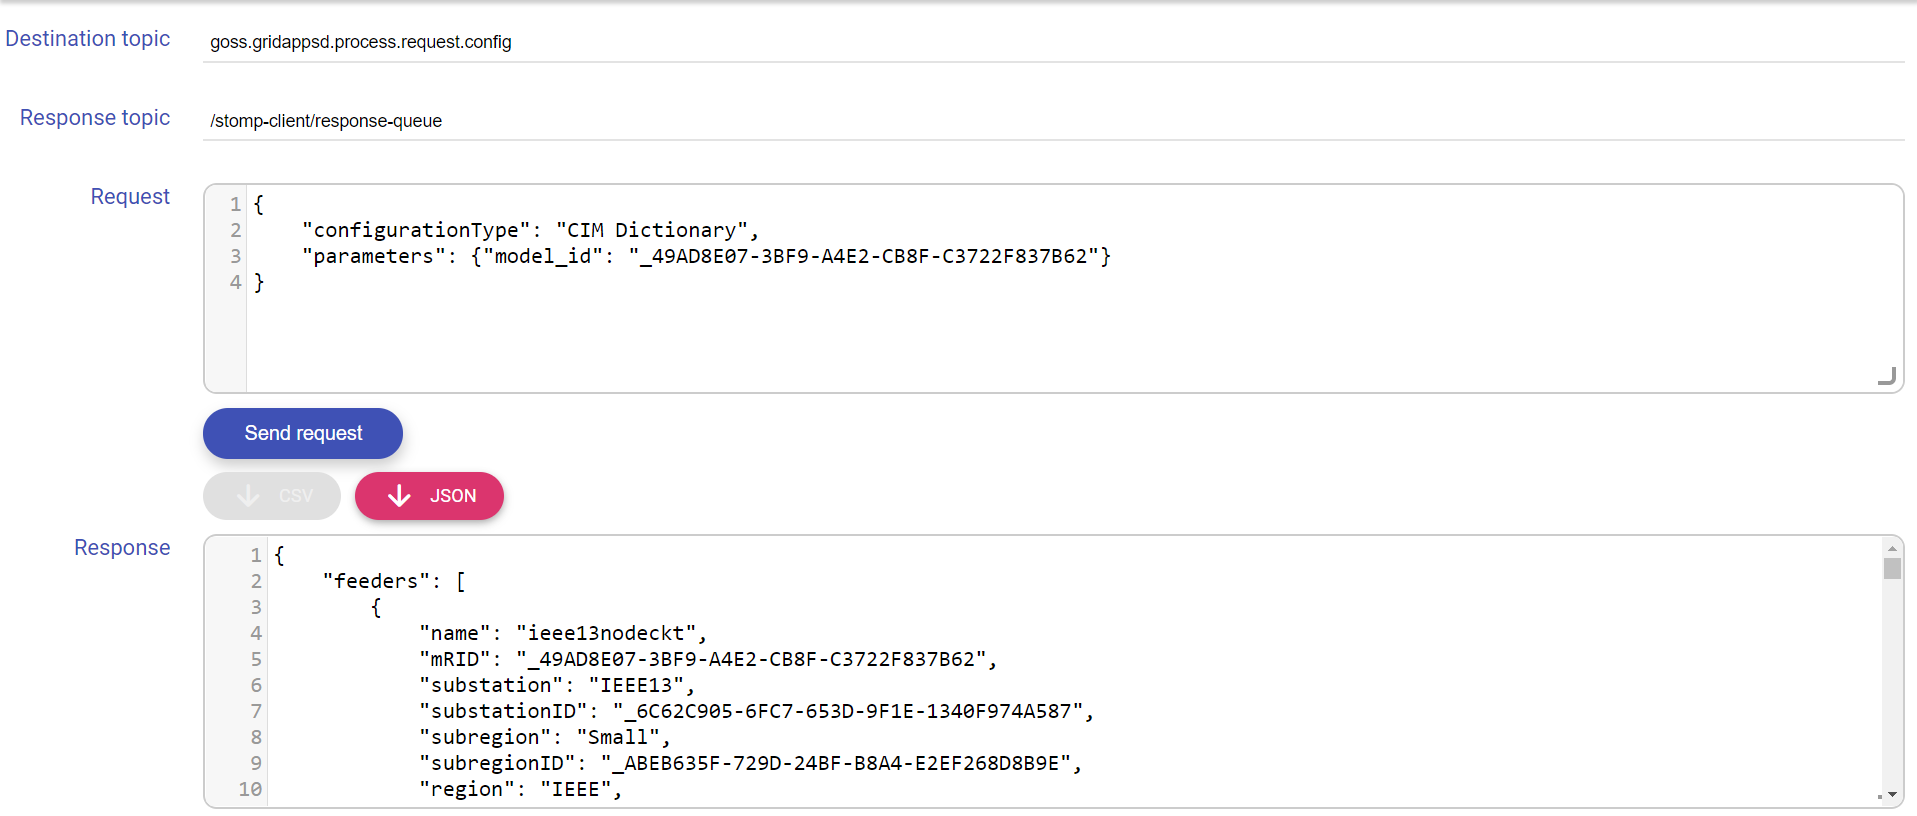 Destination topic
goss.gridappsd.process.request.config
Response topic
/stomp-client/response-queue
Request
1 {
2     "configurationType": "CIM Dictionary",
3     "parameters": {"model_id": "_49AD8E07-3BF9-A4E2-CB8F-C3722F837B62"}
4 }
Send request
CSV
JSON
Response
1 {
2     "feeders": [
3         {
4             "name": "ieee13nodeckt",
5             "mRID": "_49AD8E07-3BF9-A4E2-CB8F-C3722F837B62",
6             "substation": "IEEE13",
7             "substationID": "_6C62C905-6FC7-653D-9F1E-1340F974A587",
8             "subregion": "Small",
9             "subregionID": "_ABEB635F-729D-24BF-B8A4-E2EF268D8B9E",
10             "region": "IEEE",